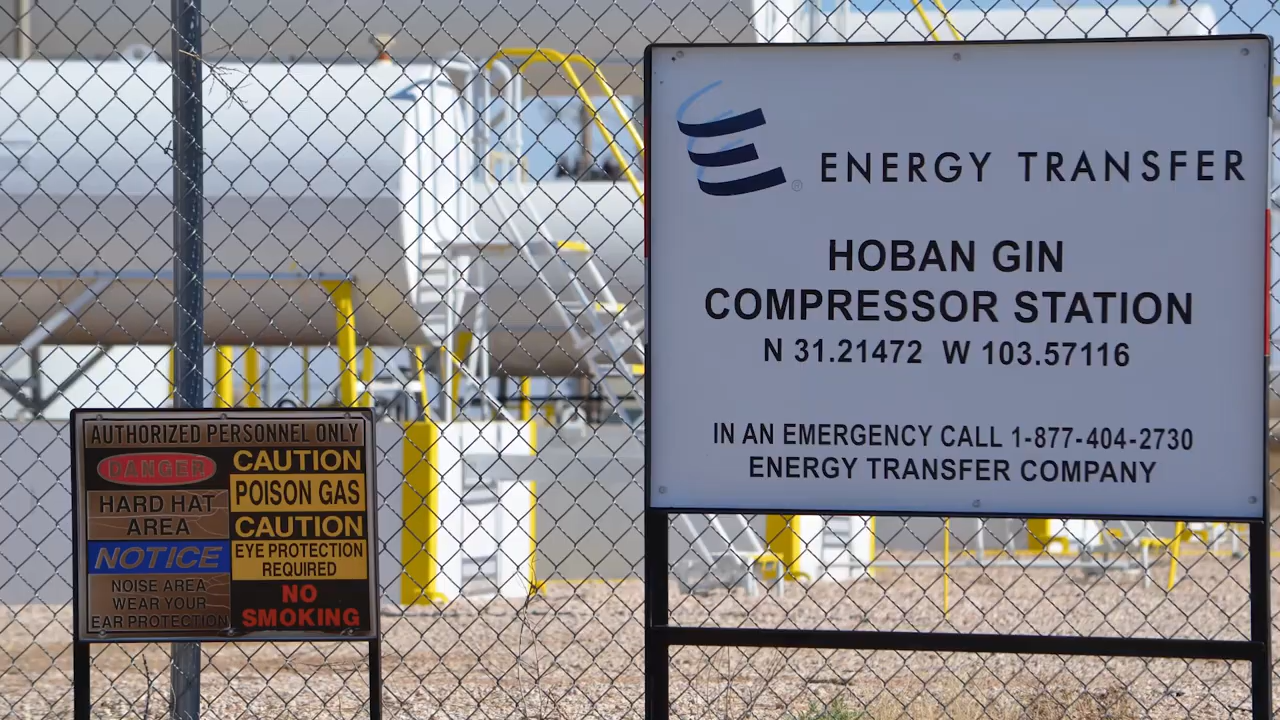 ENERGY TRANSFER
HOBAN GIN
COMPRESSOR STATION
N 31.21472 W 103.57116
IN AN EMERGENCY CALL 1-877-404-2730
ENERGY TRANSFER COMPANY
AUTHORIZED PERSONNEL ONLY
DANGER
HARD HAT
AREA
NOTICE
NOISE AREA
WEAR YOUR
EAR PROTECTION
CAUTION
POISON GAS
CAUTION
EYE PROTECTION
REQUIRED
NO
SMOKING